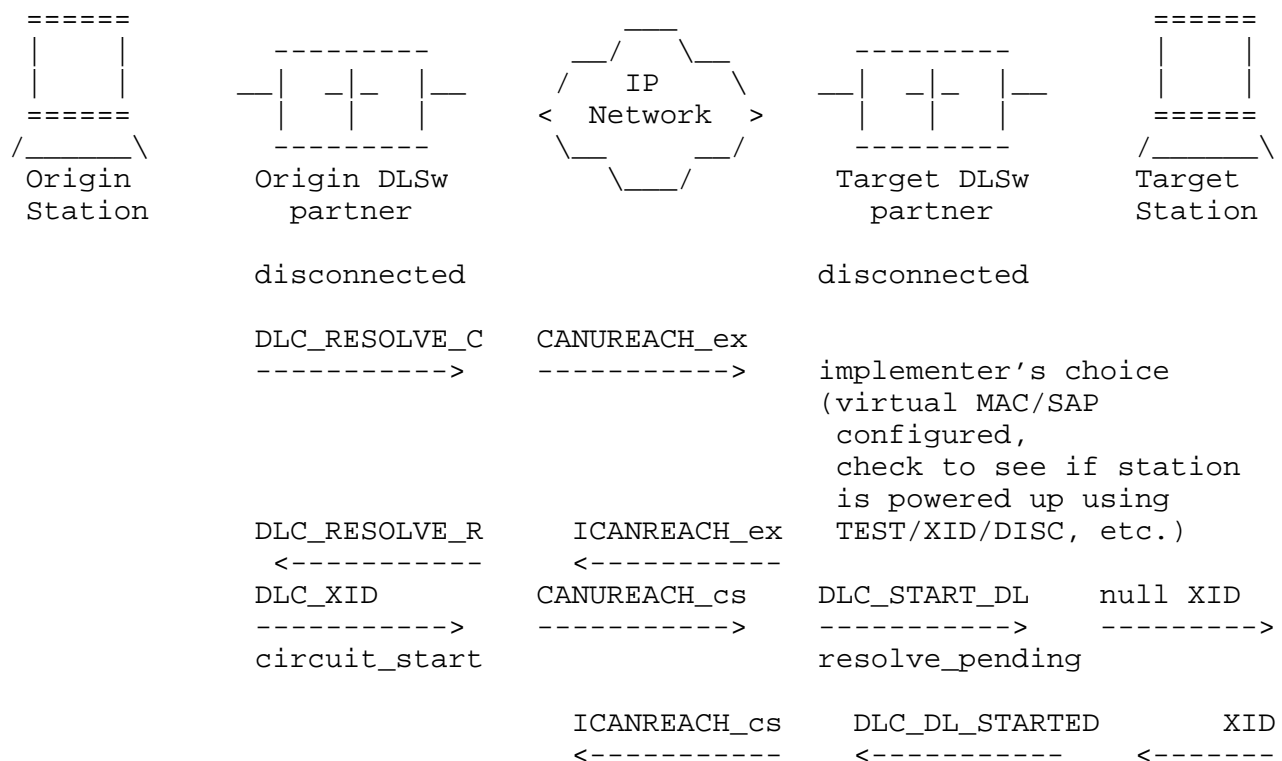 IP
Network
Origin Origin DLSw Target DLSw Target
Station partner partner Station
disconnected disconnected
DLC_RESOLVE_C CANUREACH_ex
-----------> -----------> implementer's choice
(virtual MAC/SAP
configured,
check to see if station
is powered up using
DLC_RESOLVE_R ICANREACH_ex TEST/XID/DISC, etc.)
<----------- <-----------
DLC_XID CANUREACH_cs DLC_START_DL null XID
-----------> -----------> -----------> --------->
circuit_start resolve_pending
ICANREACH_cs DLC_DL_STARTED XID
<----------- <----------- <-------